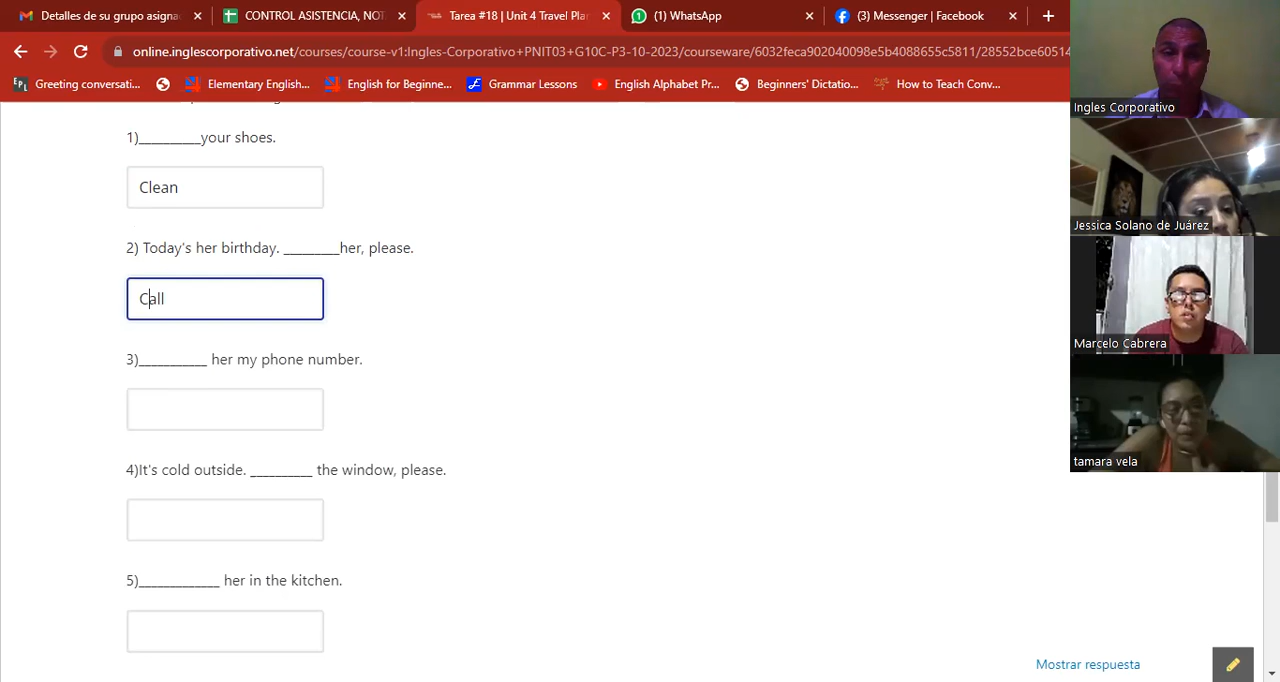 Detalles de su grupo asigna
CONTROL ASISTENCIA, NOT
Tarea #18 | Unit 4 Travel Plan
(1) WhatsApp
(3) Messenger | Facebook
online.inglescorporativo.net/courses/course-v1:Ingles-Corporativo+PNIT03+G10C-P3-10-2023/courseware/6032feca902040098e5b4088655c5811/28552bce60514
Greeting conversati...
Elementary English...
English for Beginne...
Grammar Lessons
English Alphabet Pr...
Beginners' Dictatio...
How to Teach Conv...
1)__________your shoes.
Clean
2) Today's her birthday. _________her, please.
Call
3)___________ her my phone number.
4)It's cold outside. __________ the window, please.
5)_____________ her in the kitchen.
Mostrar respuesta
Ingles Corporativo
Jessica Solano de Juárez
Marcelo Cabrera
tamara vela